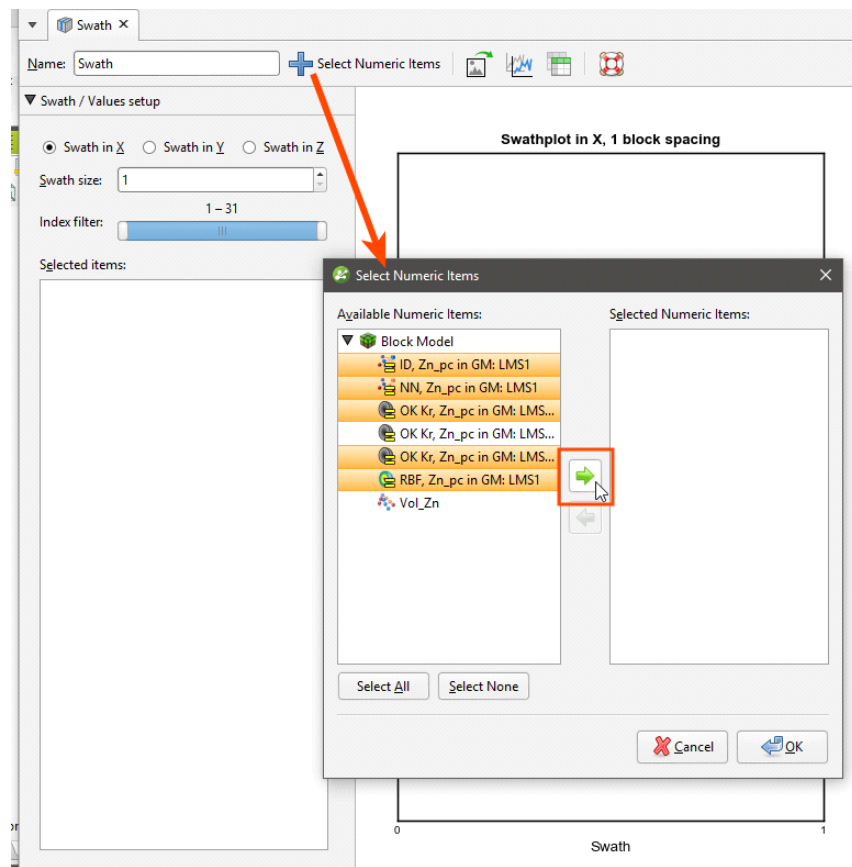 Swath
Name: Swath Select Numeric Items
Swath / Values setup
Swath in X Swath in Y Swath in Z
Swath size: 1
Index filter: 1 – 31
Selected items:
Swathplot in X, 1 block spacing
Select Numeric Items
Available Numeric Items: Selected Numeric Items:
Block Model
ID, Zn_pc in GM: LMS1
NN, Zn_pc in GM: LMS1
OK Kr, Zn_pc in GM: LMS...
OK Kr, Zn_pc in GM: LMS...
OK Kr, Zn_pc in GM: LMS...
RBF, Zn_pc in GM: LMS1
Vol_Zn
Select All Select None
Cancel OK
0 1
Swath